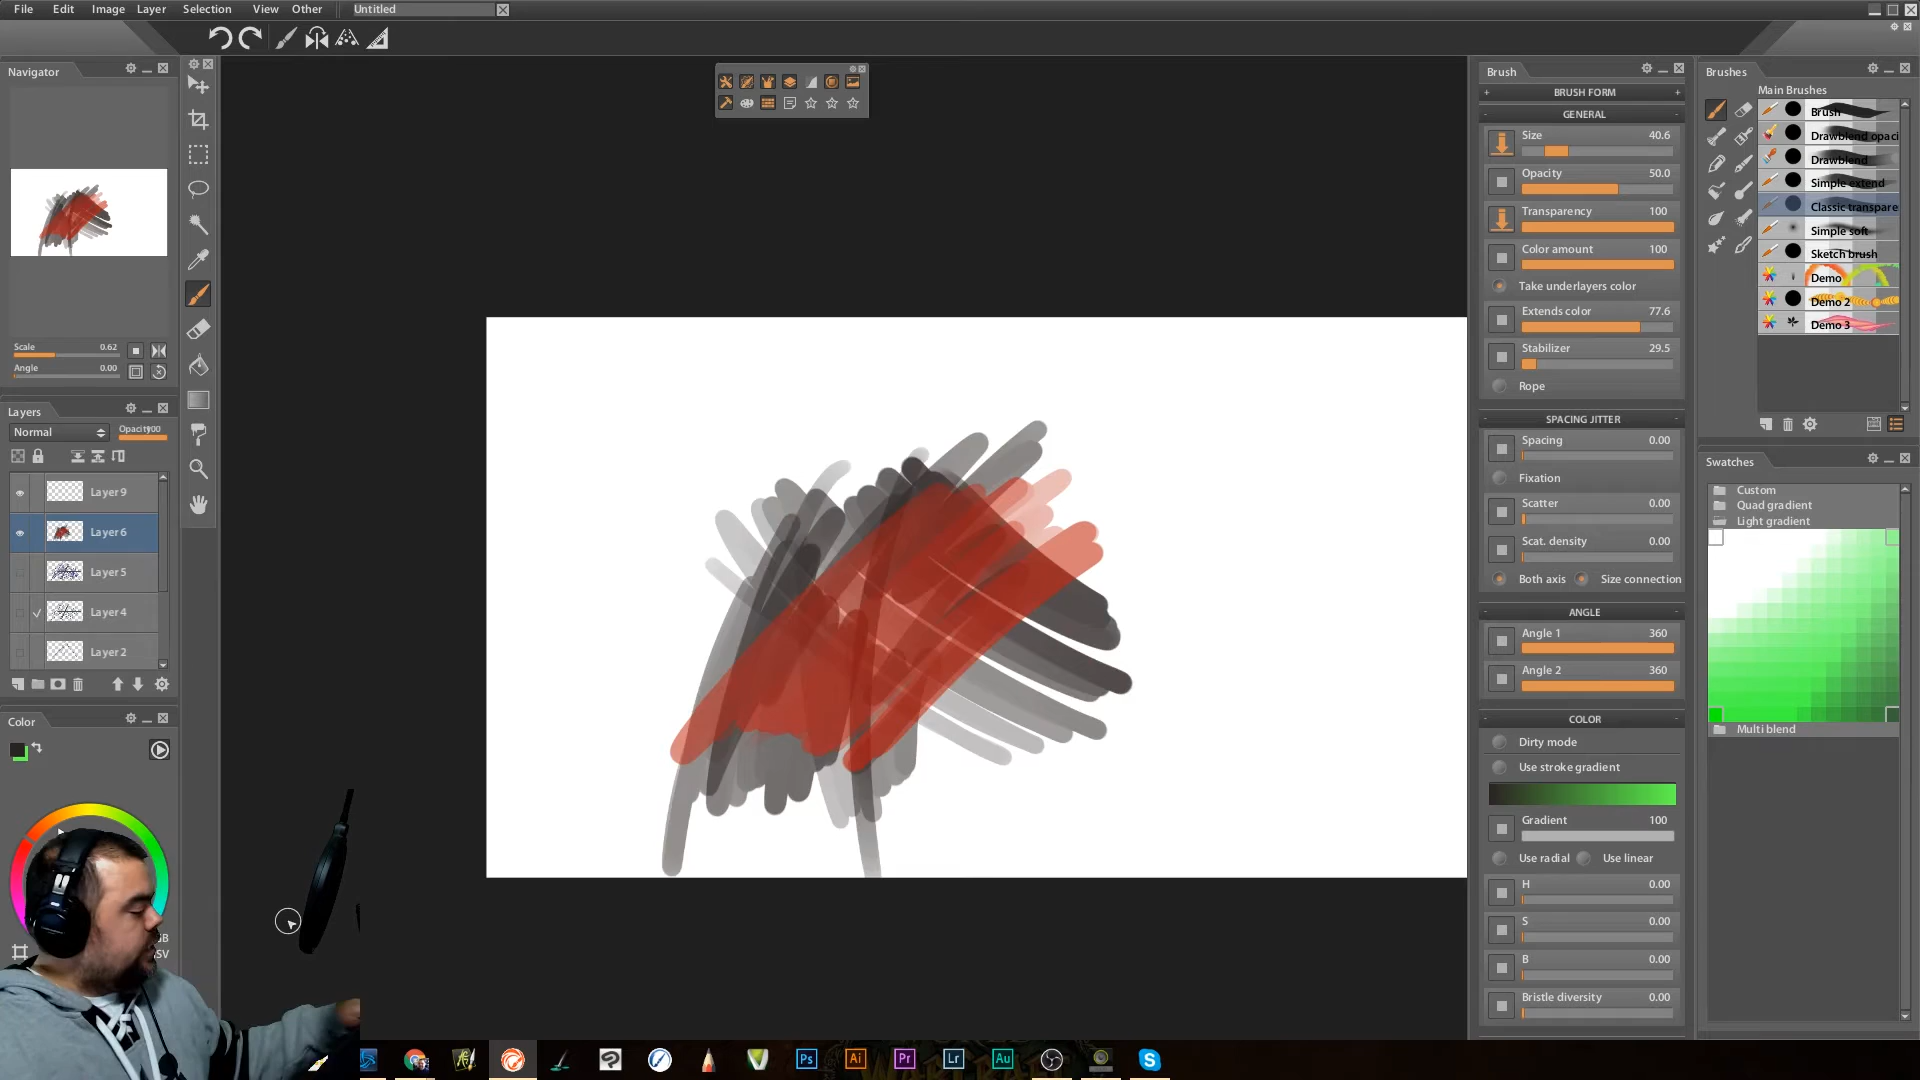 File Edit Image Layer Selection View Other Untitled
Navigator
Scale 0.62
Angle 0.00
Layers
Normal Opacity 100
Layer 9
Layer 6
Layer 5
Layer 4
Layer 2
Color
Brush
BRUSH FORM
GENERAL
Size 40.6
Opacity 50.0
Transparency 100
Color amount 100
Take underlayers color
Extends color 77.6
Stabilizer 29.5
Rope
SPACING JITTER
Spacing 0.00
Fixation
Scatter 0.00
Scat. density 0.00
Both axis Size connection
ANGLE
Angle 1 360
Angle 2 360
COLOR
Dirty mode
Use stroke gradient
Gradient 100
Use radial Use linear
H 0.00
S 0.00
B 0.00
Bristle diversity 0.00
Brushes
Main Brushes
Brush
Drawblend opaci
Drawblend
Simple extend
Classic transpare
Simple soft
Sketch brush
Demo
Demo 2
Demo 3
Swatches
Custom
Quad gradient
Light gradient
Multi blend
Ps Ai Pr Lr Au